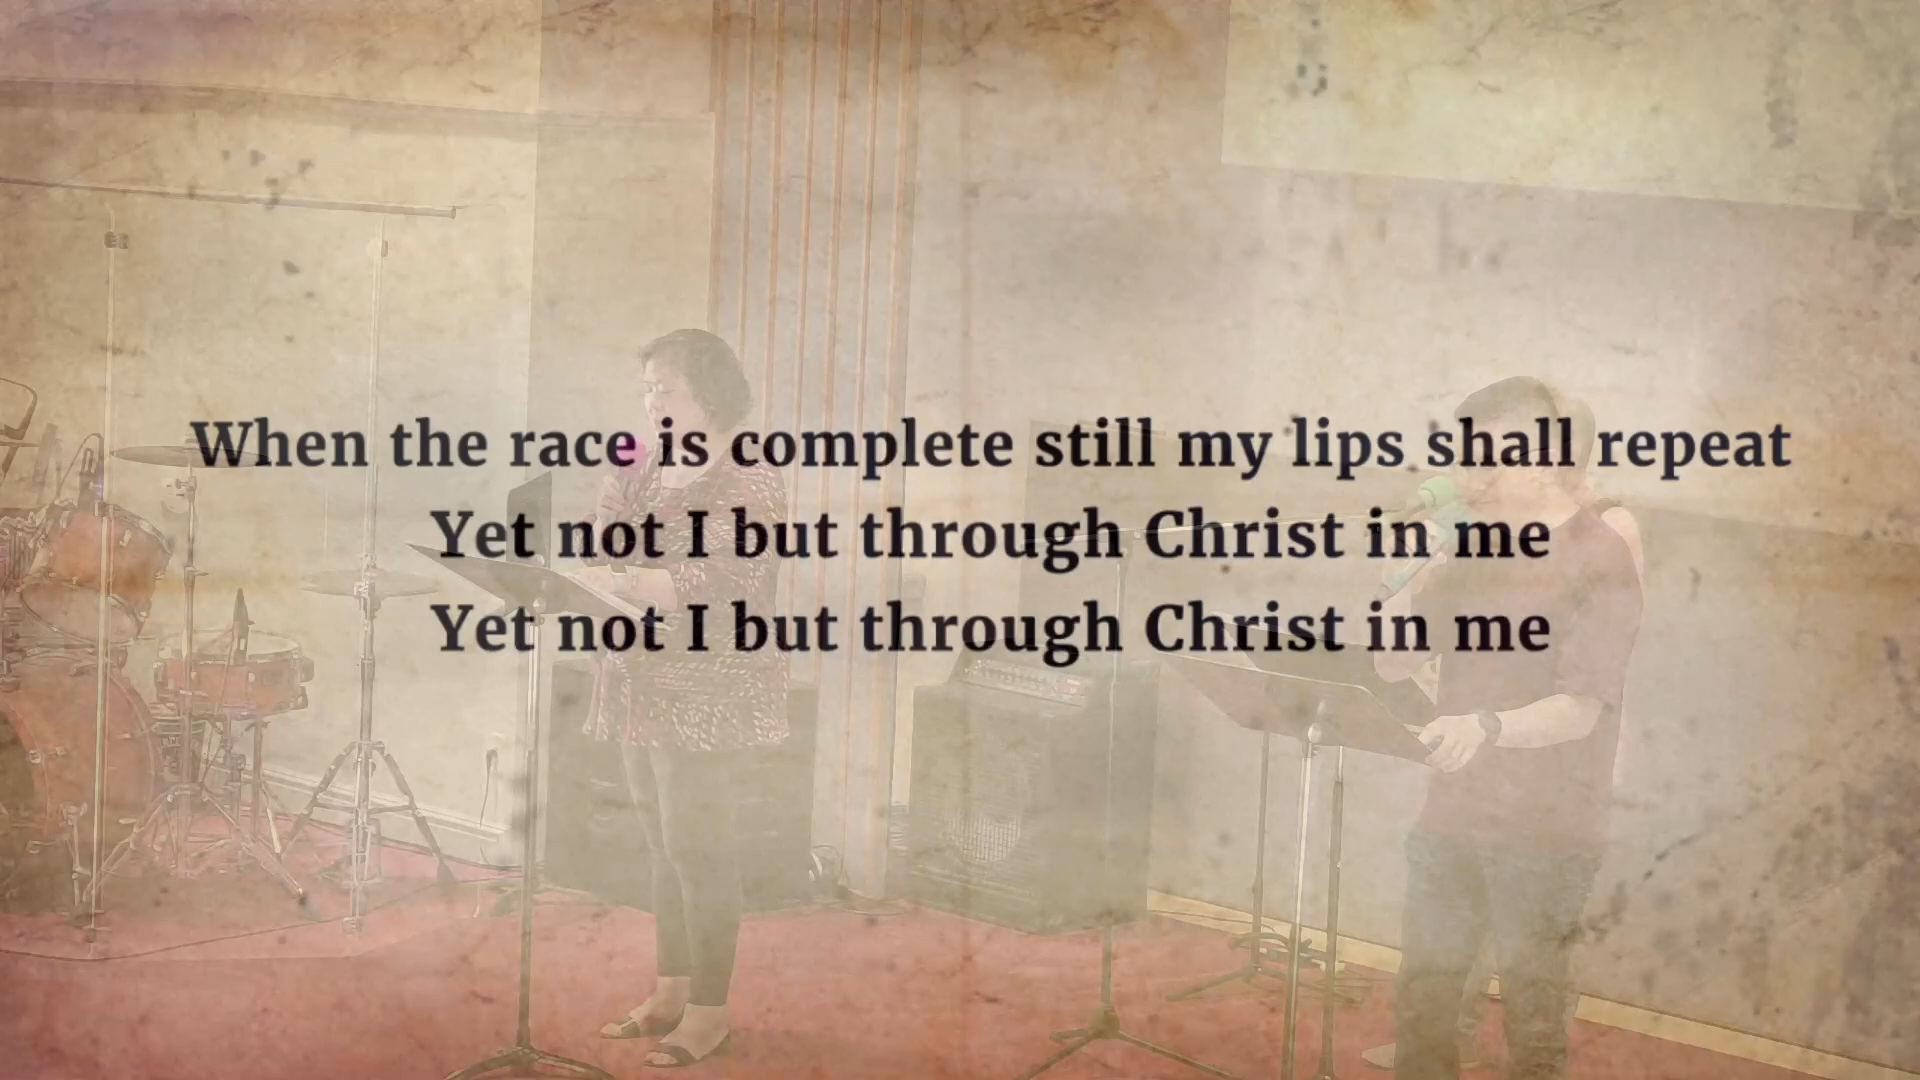 When the race is complete still my lips shall repeat
Yet not I but through Christ in me
Yet not I but through Christ in me